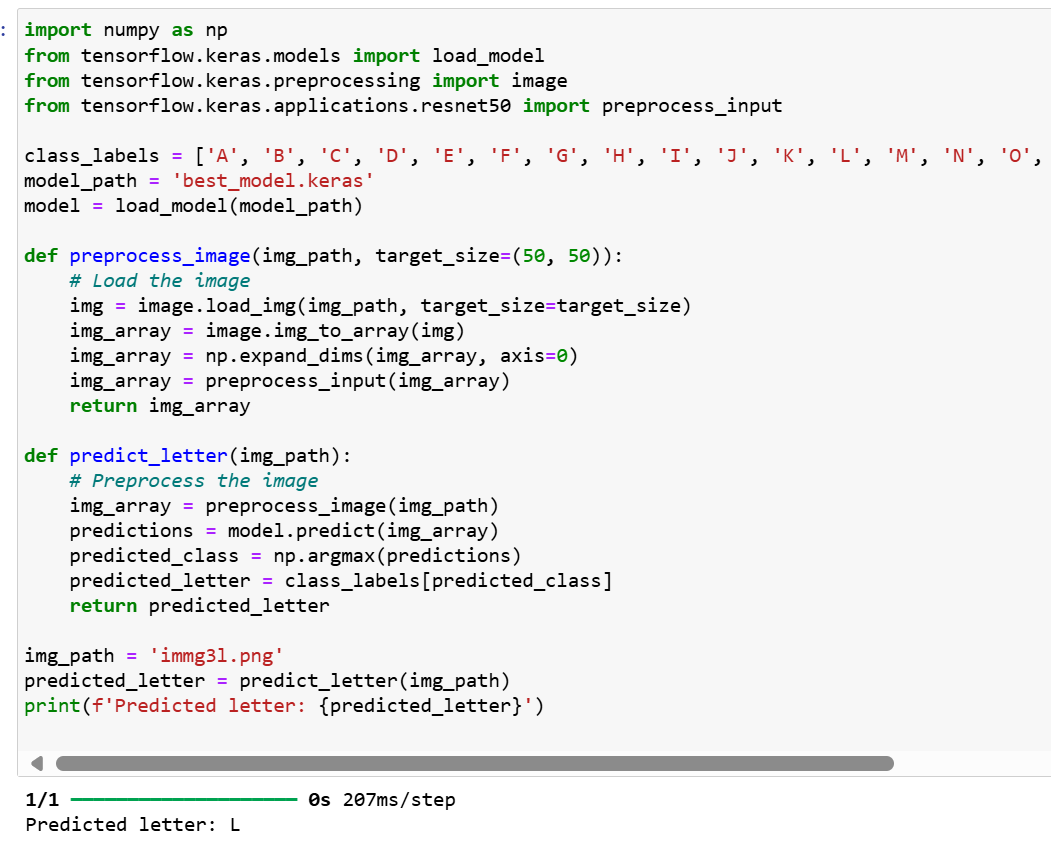 :
import numpy as np
from tensorflow.keras.models import load_model
from tensorflow.keras.preprocessing import image
from tensorflow.keras.applications.resnet50 import preprocess_input

class_labels = ['A', 'B', 'C', 'D', 'E', 'F', 'G', 'H', 'I', 'J', 'K', 'L', 'M', 'N', 'O',
model_path = 'best_model.keras'
model = load_model(model_path)

def preprocess_image(img_path, target_size=(50, 50)):
    # Load the image
    img = image.load_img(img_path, target_size=target_size)
    img_array = image.img_to_array(img)
    img_array = np.expand_dims(img_array, axis=0)
    img_array = preprocess_input(img_array)
    return img_array

def predict_letter(img_path):
    # Preprocess the image
    img_array = preprocess_image(img_path)
    predictions = model.predict(img_array)
    predicted_class = np.argmax(predictions)
    predicted_letter = class_labels[predicted_class]
    return predicted_letter

img_path = 'immg3l.png'
predicted_letter = predict_letter(img_path)
print(f'Predicted letter: {predicted_letter}')

1/1 ━━━━━━━━━━━━━━━━━━━━ 0s 207ms/step
Predicted letter: L